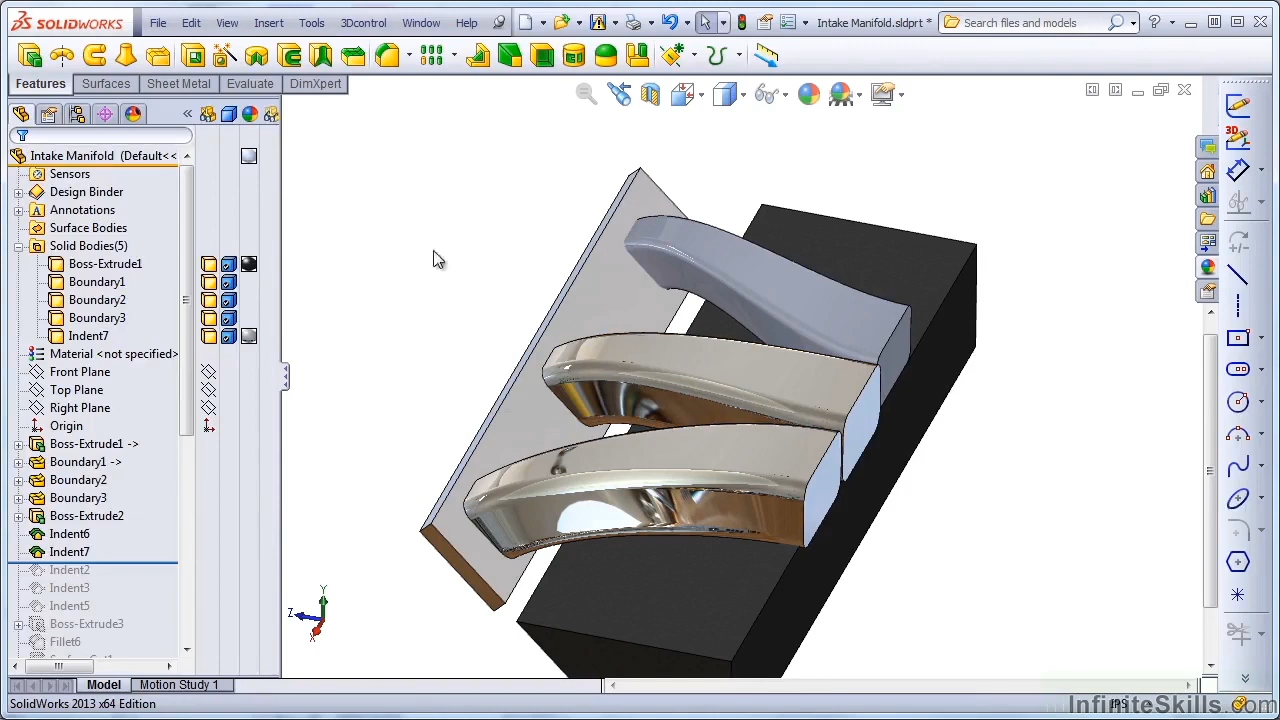 SOLIDWORKS File Edit View Insert Tools 3Dcontrol Window Help Intake Manifold.sldprt * Search files and models
Features Surfaces Sheet Metal Evaluate DimXpert
Intake Manifold (Default<<
Sensors
Design Binder
Annotations
Surface Bodies
Solid Bodies(5)
Boss-Extrude1
Boundary1
Boundary2
Boundary3
Indent7
Material <not specified>
Front Plane
Top Plane
Right Plane
Origin
Boss-Extrude1 ->
Boundary1 ->
Boundary2
Boundary3
Boss-Extrude2
Indent6
Indent7
Indent2
Indent3
Indent5
Boss-Extrude3
Fillet6
Y
Z
X
3D
Model Motion Study 1
SolidWorks 2013 x64 Edition IPS
InfiniteSkills.com